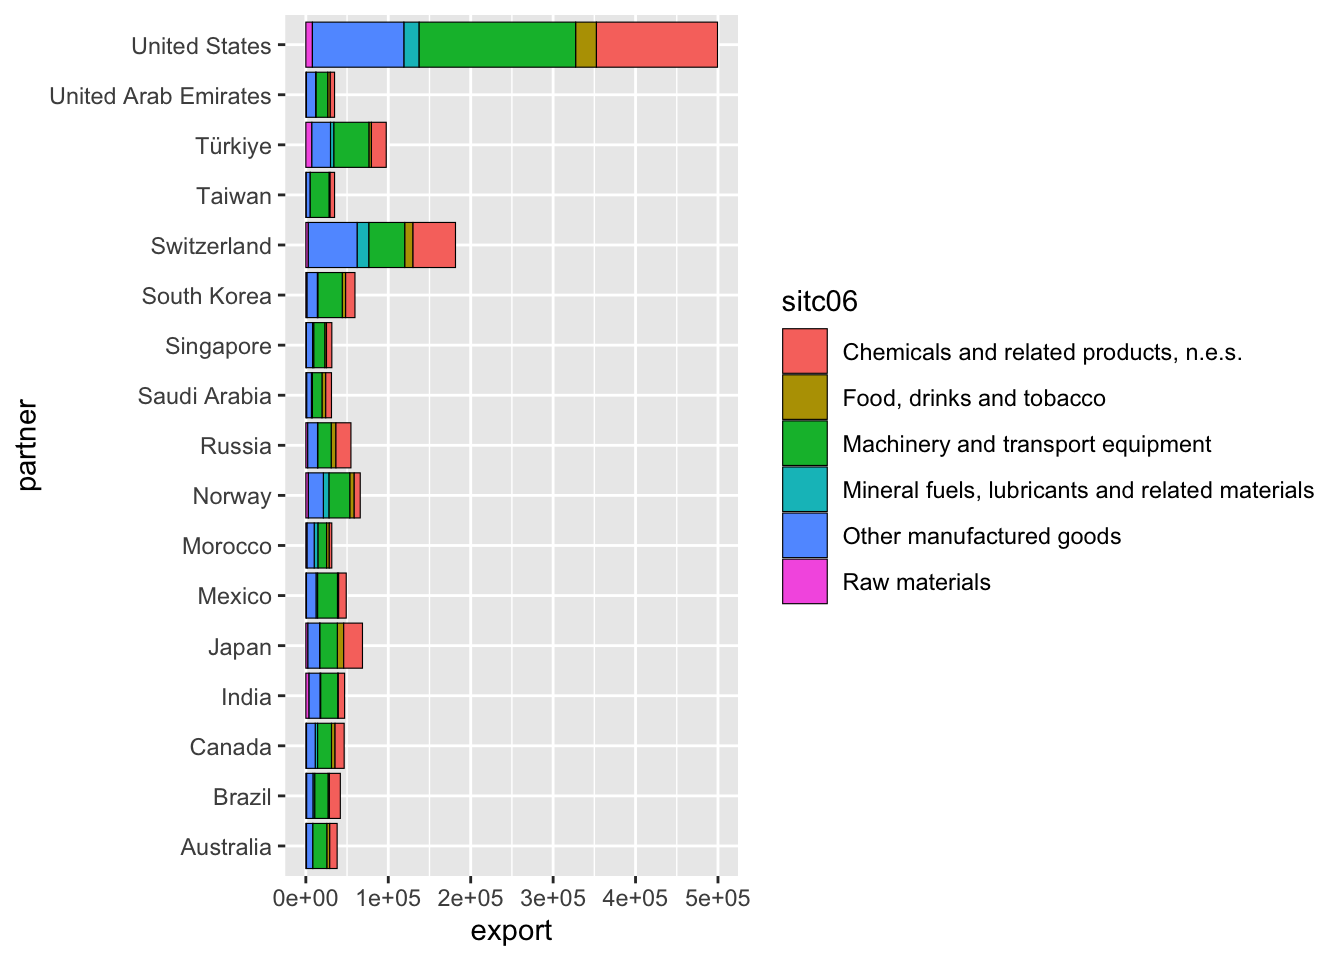 United States
United Arab Emirates
Türkiye
Taiwan
Switzerland
South Korea
Singapore
Saudi Arabia
Russia
Norway
Morocco
Mexico
Japan
India
Canada
Brazil
Australia
partner
0e+00 1e+05 2e+05 3e+05 4e+05 5e+05
export
sitc06
Chemicals and related products, n.e.s.
Food, drinks and tobacco
Machinery and transport equipment
Mineral fuels, lubricants and related materials
Other manufactured goods
Raw materials